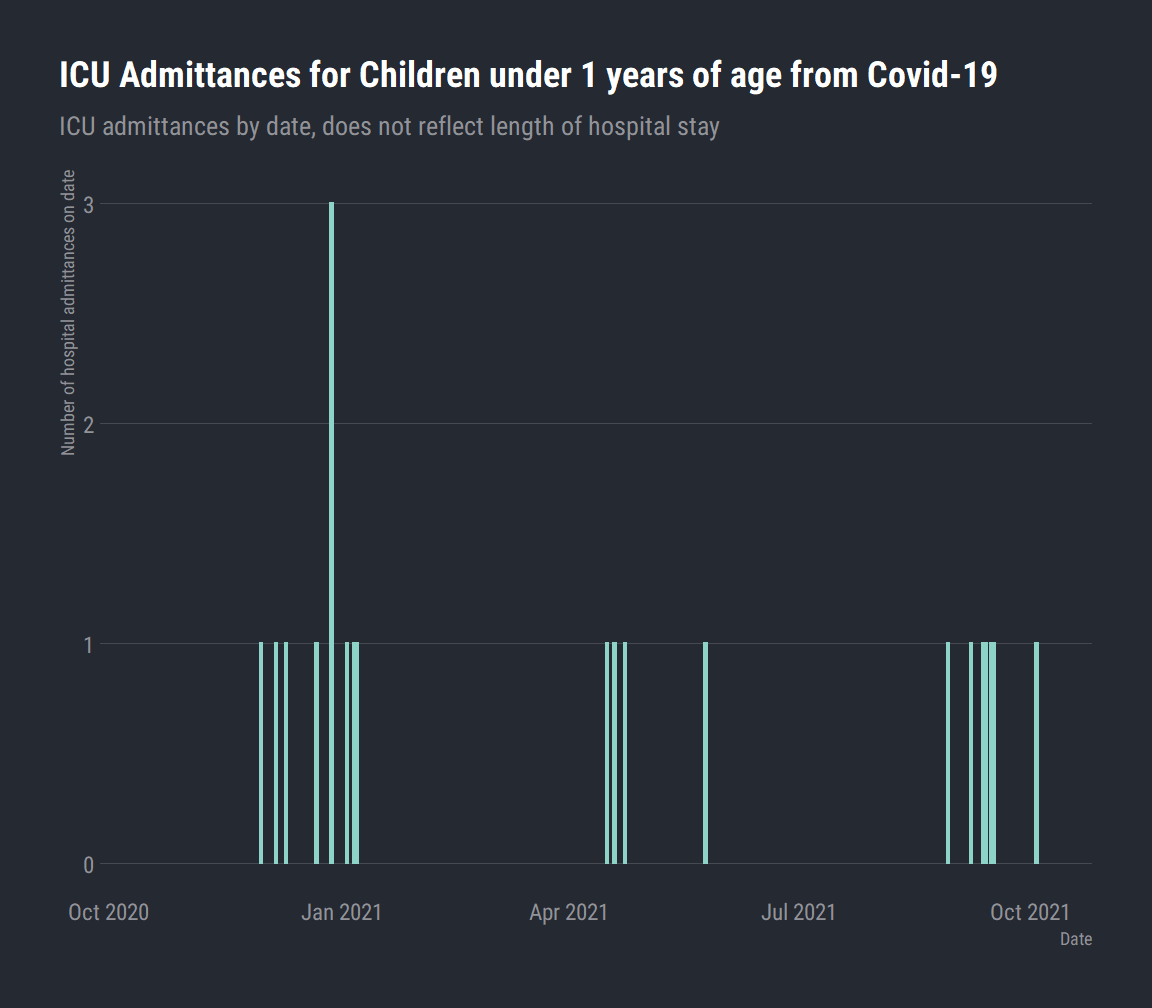 ICU Admittances for Children under 1 years of age from Covid-19
ICU admittances by date, does not reflect length of hospital stay
Number of hospital admittances on date
3
2
1
0
Oct 2020
Jan 2021
Apr 2021
Jul 2021
Oct 2021
Date